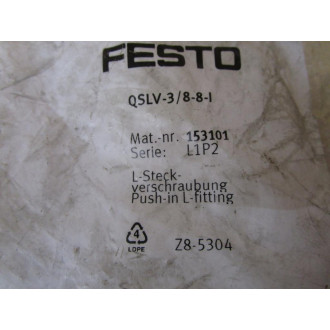 FESTO
QSLV-3/8-8-I
Mat.-nr. 153101
Serie: L1P2
L-Steck-
verschraubung
Push-in L-fitting
4
LDPE
Z8-5304